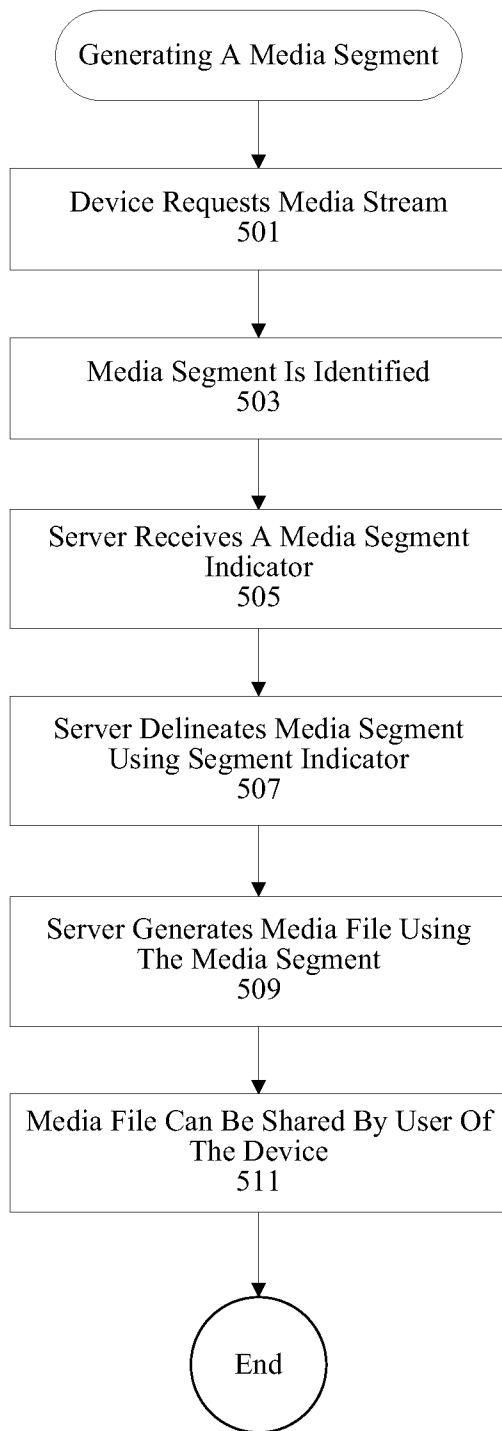 Generating A Media Segment
Device Requests Media Stream
501
Media Segment Is Identified
503
Server Receives A Media Segment
Indicator
505
Server Delineates Media Segment
Using Segment Indicator
507
Server Generates Media File Using
The Media Segment
509
Media File Can Be Shared By User Of
The Device
511
End